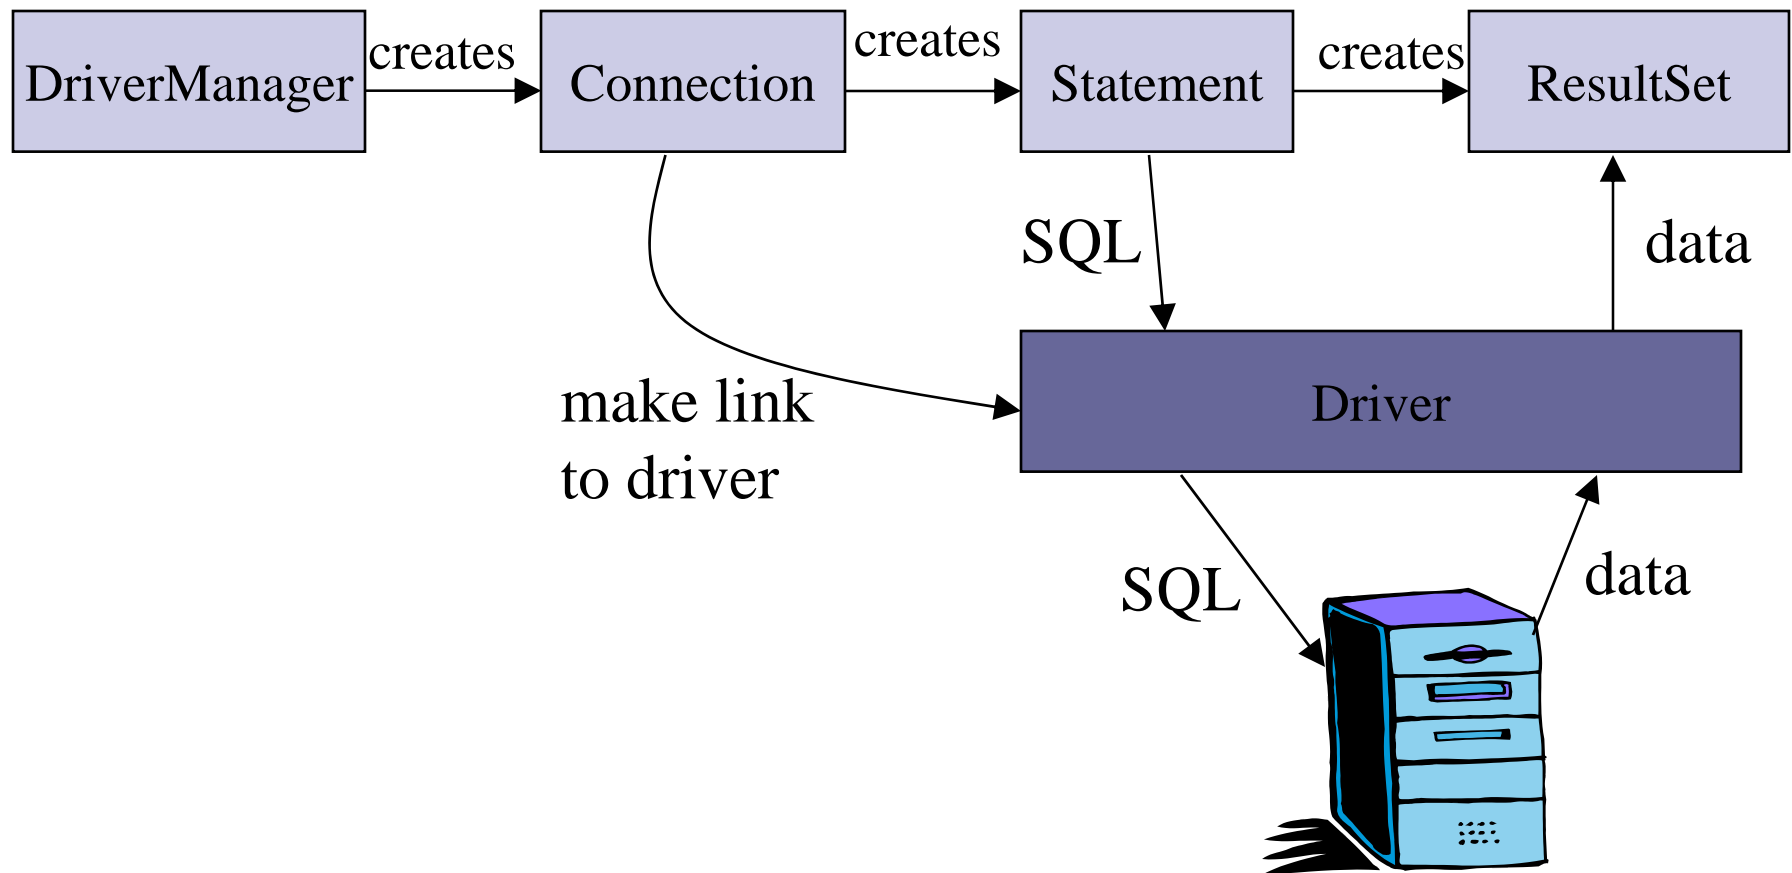 creates
creates
creates
DriverManager
Connection
Statement
ResultSet
SQL
data
make link
to driver
Driver
SQL
data